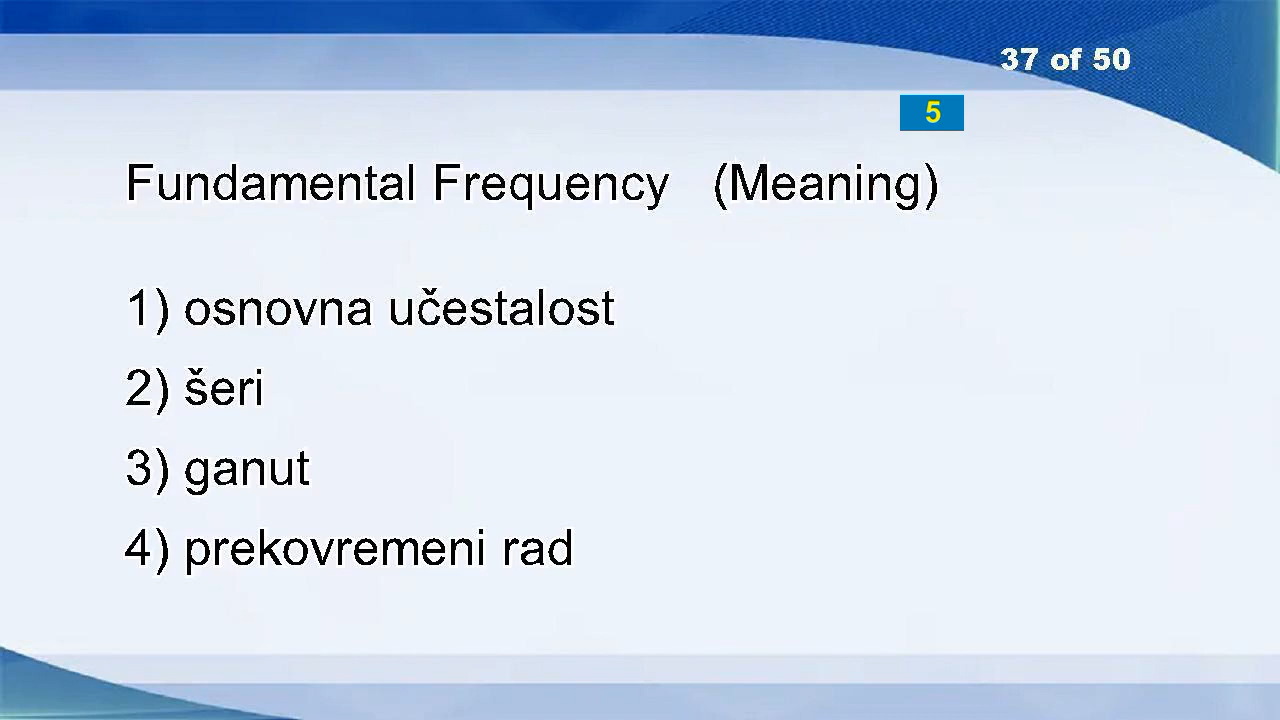 37 of 50
5
Fundamental Frequency (Meaning)
1) osnovna učestalost
2) šeri
3) ganut
4) prekovremeni rad